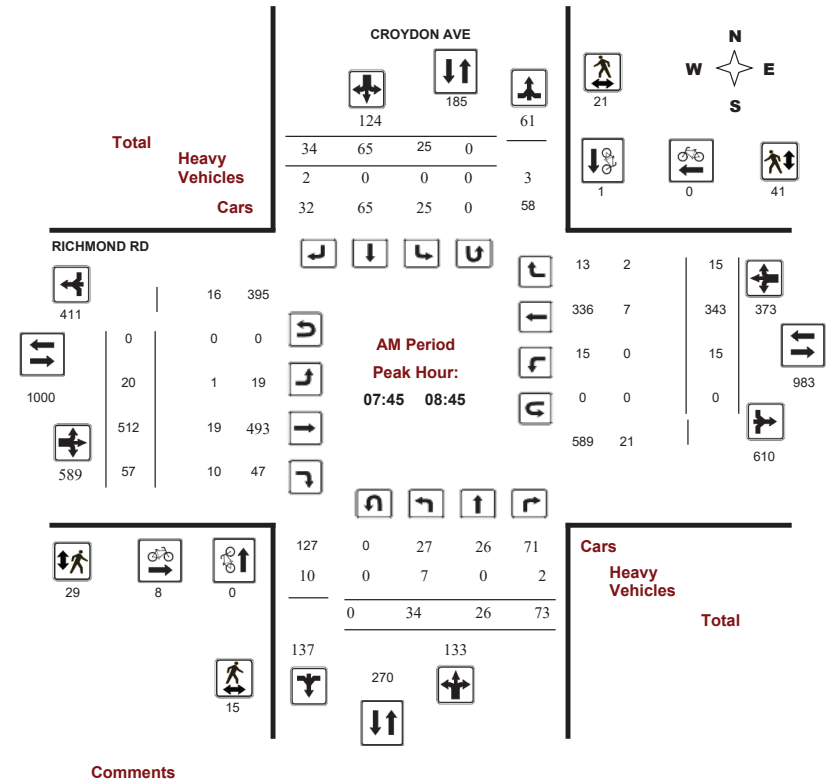 CROYDON AVE
N
W E
S
185
21
124 61
Total
34 65 25 0
Heavy
Vehicles
2 0 0 0 3
1 0 41
Cars
32 65 25 0 58
RICHMOND RD
13 2 15
16 395
411
336 7 343 373
0 0 0
AM Period
15 0 15
Peak Hour:
20 1 19
983
1000
07:45 08:45
0 0 0
512 19 493
589 21
610
589 57 10 47
127 0 27 26 71
Cars
10 0 7 0 2
Heavy
Vehicles
29 8 0
0 34 26 73
Total
137 133
270
15
Comments